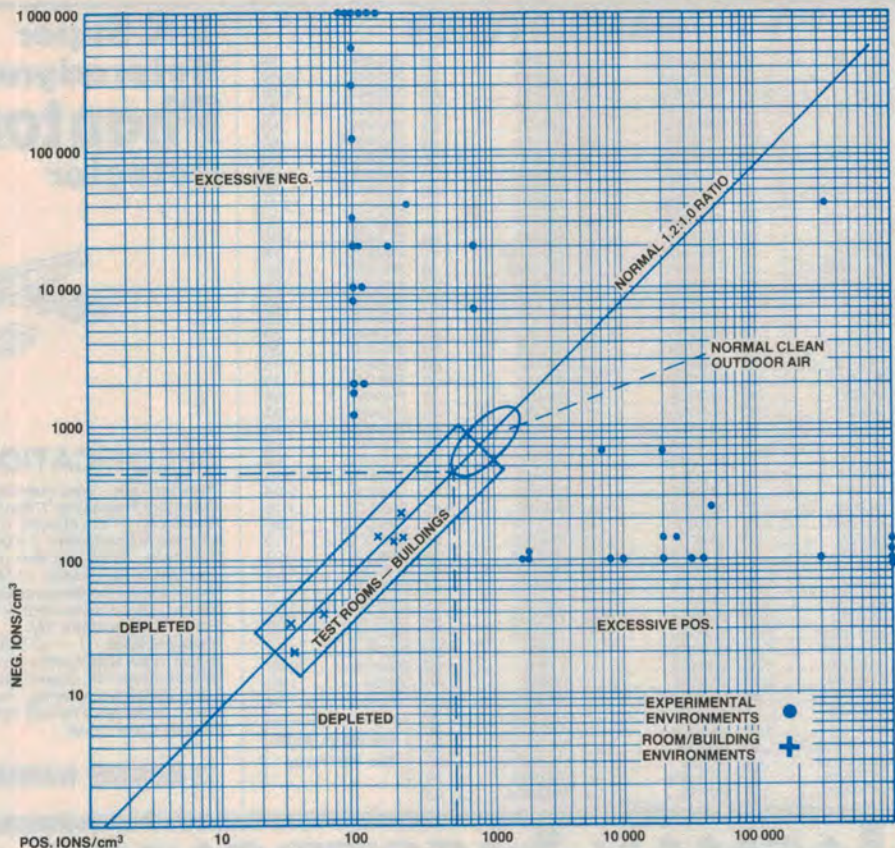 1 000 000
100 000
EXCESSIVE NEG.
NORMAL 1.2:1.0 RATIO
10 000
NORMAL CLEAN
OUTDOOR AIR
1000
TEST ROOMS — BUILDINGS
100
DEPLETED
EXCESSIVE POS.
NEG. IONS/cm³
10
DEPLETED
EXPERIMENTAL
ENVIRONMENTS
ROOM/BUILDING
ENVIRONMENTS
POS. IONS/cm³
10
100
1000
10 000
100 000